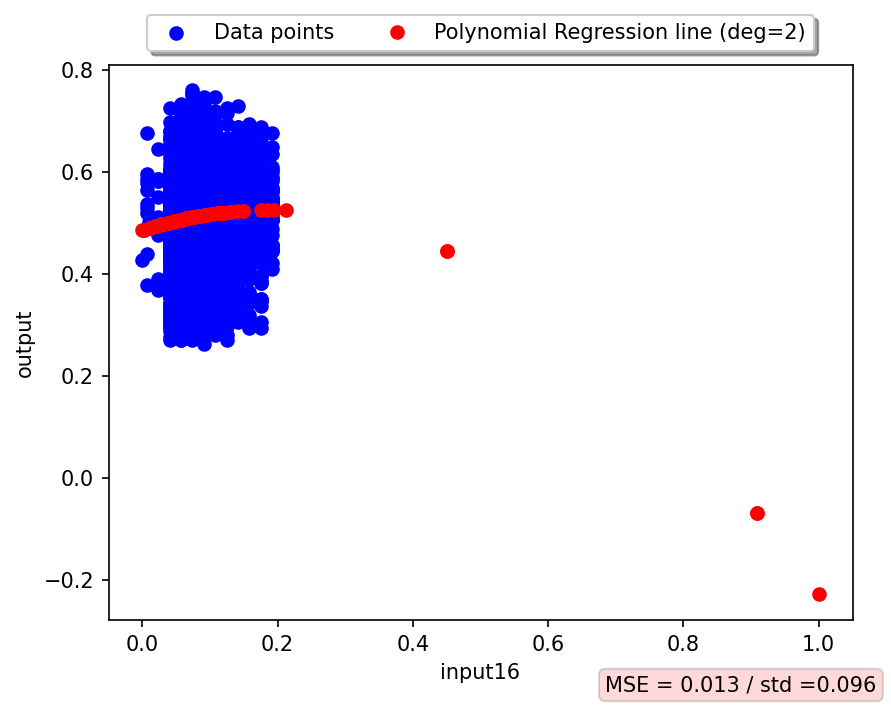 Data points Polynomial Regression line (deg=2)
0.8
0.6
0.4
0.2
0.0
−0.2
output
0.0 0.2 0.4 0.6 0.8 1.0
input16
MSE = 0.013 / std =0.096